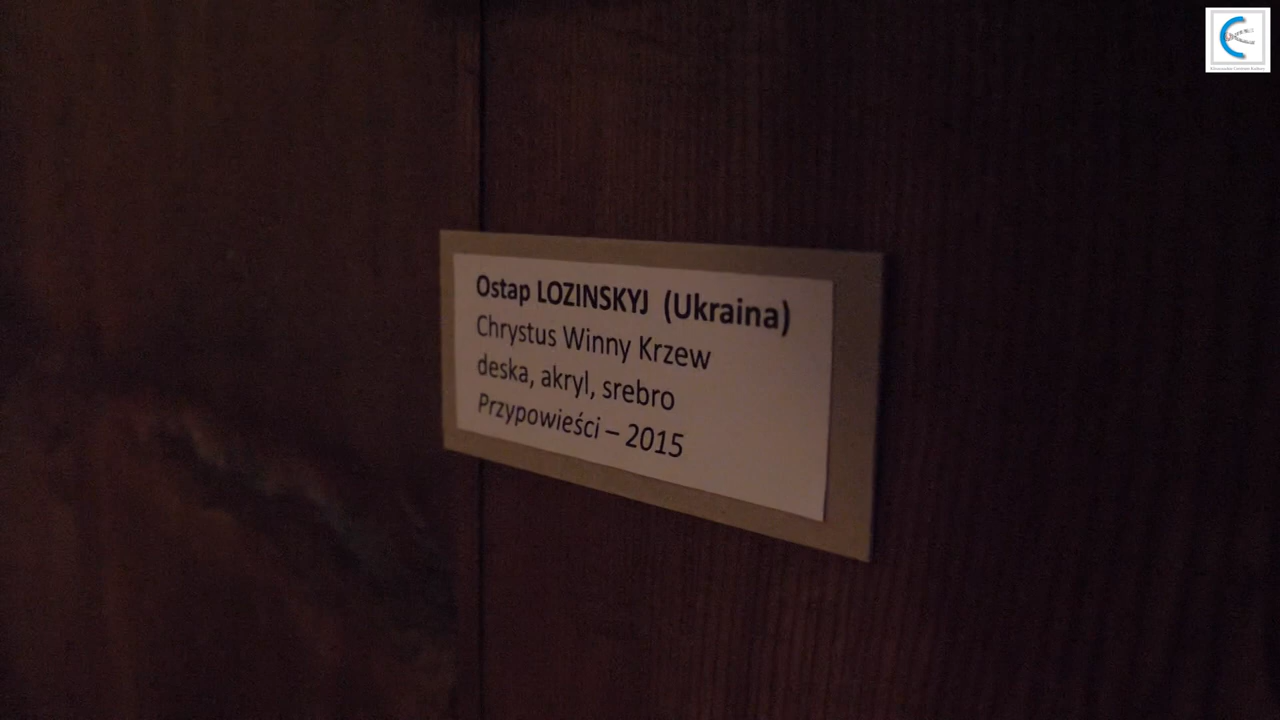 Ostap LOZINSKYJ (Ukraina)
Chrystus Winny Krzew
deska, akryl, srebro
Przypowieści – 2015